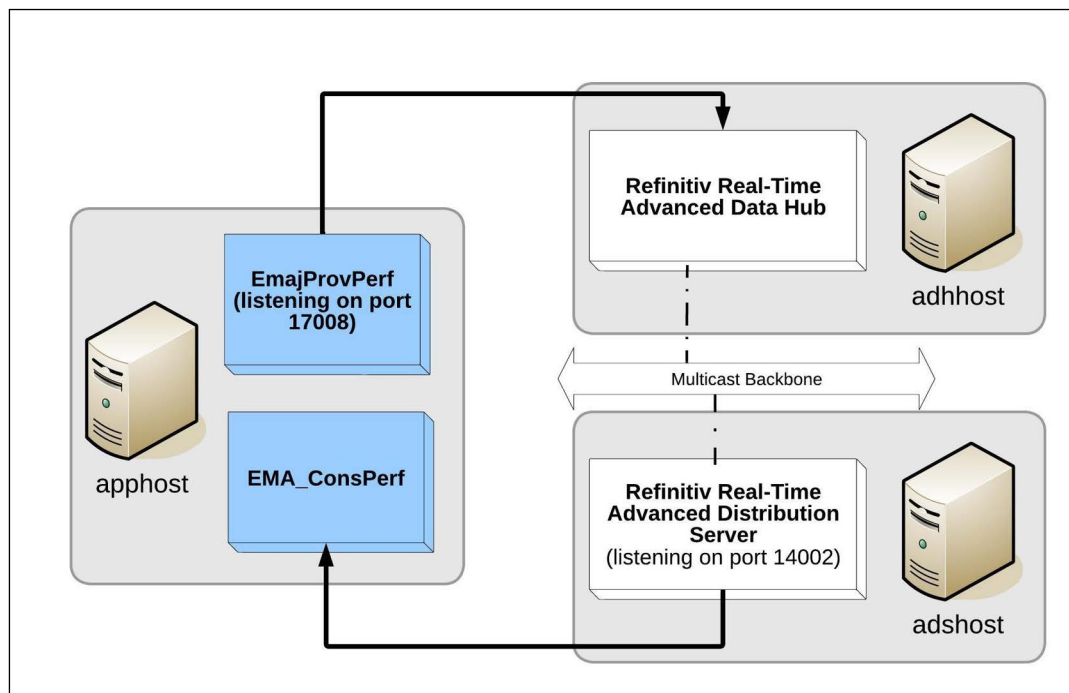 Refinitiv Real-Time
Advanced Data Hub
adhhost
EmajProvPerf
(listening on port
17008)
apphost
EMA_ConsPerf
Multicast Backbone
Refinitiv Real-Time
Advanced Distribution
Server
(listening on port 14002)
adshost